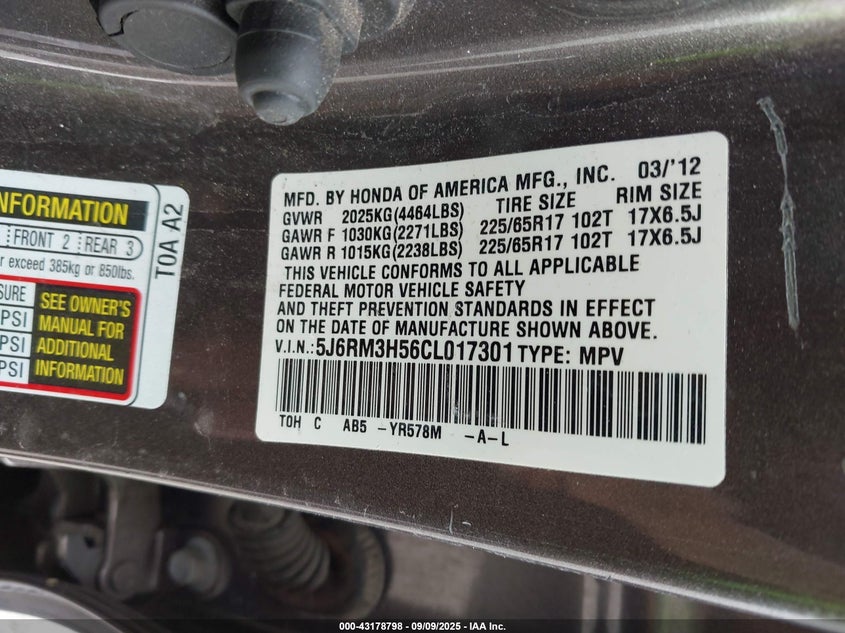 NFORMATION
FRONT 2 REAR 3
exceed 385kg or 850lbs.
SURE
PSI
PSI
PSI
SEE OWNER'S
MANUAL FOR
ADDITIONAL
INFORMATION
T0A A2
MFD. BY HONDA OF AMERICA MFG., INC. 03/'12
GVWR 2025KG(4464LBS) TIRE SIZE RIM SIZE
GAWR F 1030KG(2271LBS) 225/65R17 102T 17X6.5J
GAWR R 1015KG(2238LBS) 225/65R17 102T 17X6.5J
THIS VEHICLE CONFORMS TO ALL APPLICABLE
FEDERAL MOTOR VEHICLE SAFETY
AND THEFT PREVENTION STANDARDS IN EFFECT
ON THE DATE OF MANUFACTURE SHOWN ABOVE.
V.I.N.:5J6RM3H56CL017301 TYPE: MPV
TOH C AB5 -YR578M -A-L
000-43178798 - 09/09/2025 - IAA Inc.